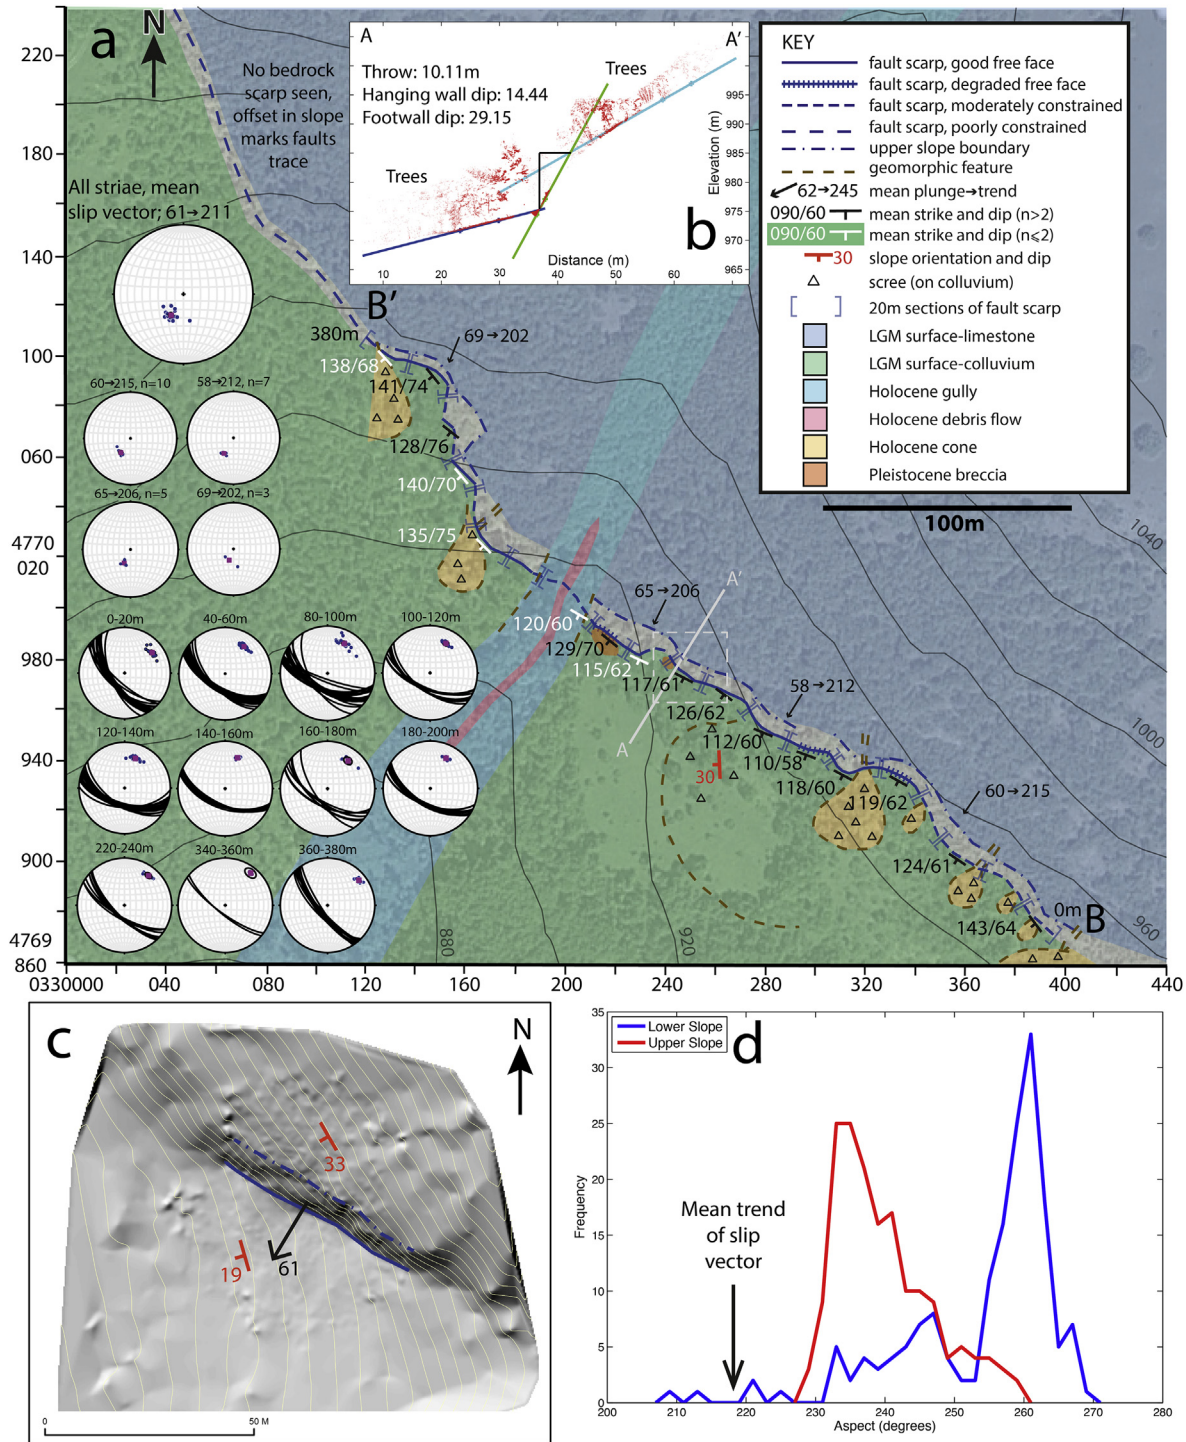 a
N
220
180
140
100
060
4770
020
980
940
900
4769
860
0330000
040
080
120
160
200
240
280
320
360
400
440
No bedrock
scarp seen,
offset in slope
marks faults
trace
All striae, mean
slip vector; 61→211
60→215, n=10
58→212, n=7
65→206, n=5
69→202, n=3
0-20m
40-60m
80-100m
100-120m
120-140m
140-160m
160-180m
180-200m
220-240m
340-360m
360-380m
A
A'
Throw: 10.11m
Hanging wall dip: 14.44
Footwall dip: 29.15
Trees
Trees
b
Elevation (m)
995
990
985
980
975
970
965
Distance (m)
10
20
30
40
50
60
70
KEY
fault scarp, good free face
fault scarp, degraded free face
fault scarp, moderately constrained
fault scarp, poorly constrained
upper slope boundary
geomorphic feature
62→245 mean plunge→trend
090/60 mean strike and dip (n>2)
090/60 mean strike and dip (n⩽2)
30 slope orientation and dip
scree (on colluvium)
20m sections of fault scarp
LGM surface-limestone
LGM surface-colluvium
Holocene gully
Holocene debris flow
Holocene cone
Pleistocene breccia
100m
B'
380m
69→202
138/68
141/74
128/76
140/70
135/75
120/60
129/70
115/62
117/61
65→206
A'
A
126/62
112/60
110/58
118/60
119/62
58→212
60→215
124/61
143/64
0m
B
30
880
920
960
1000
1040
c
N
33
19
61
0
50 M
d
Lower Slope
Upper Slope
Mean trend
of slip
vector
Frequency
35
30
25
20
15
10
5
0
200
210
219
230
240
250
260
270
280
Aspect (degrees)